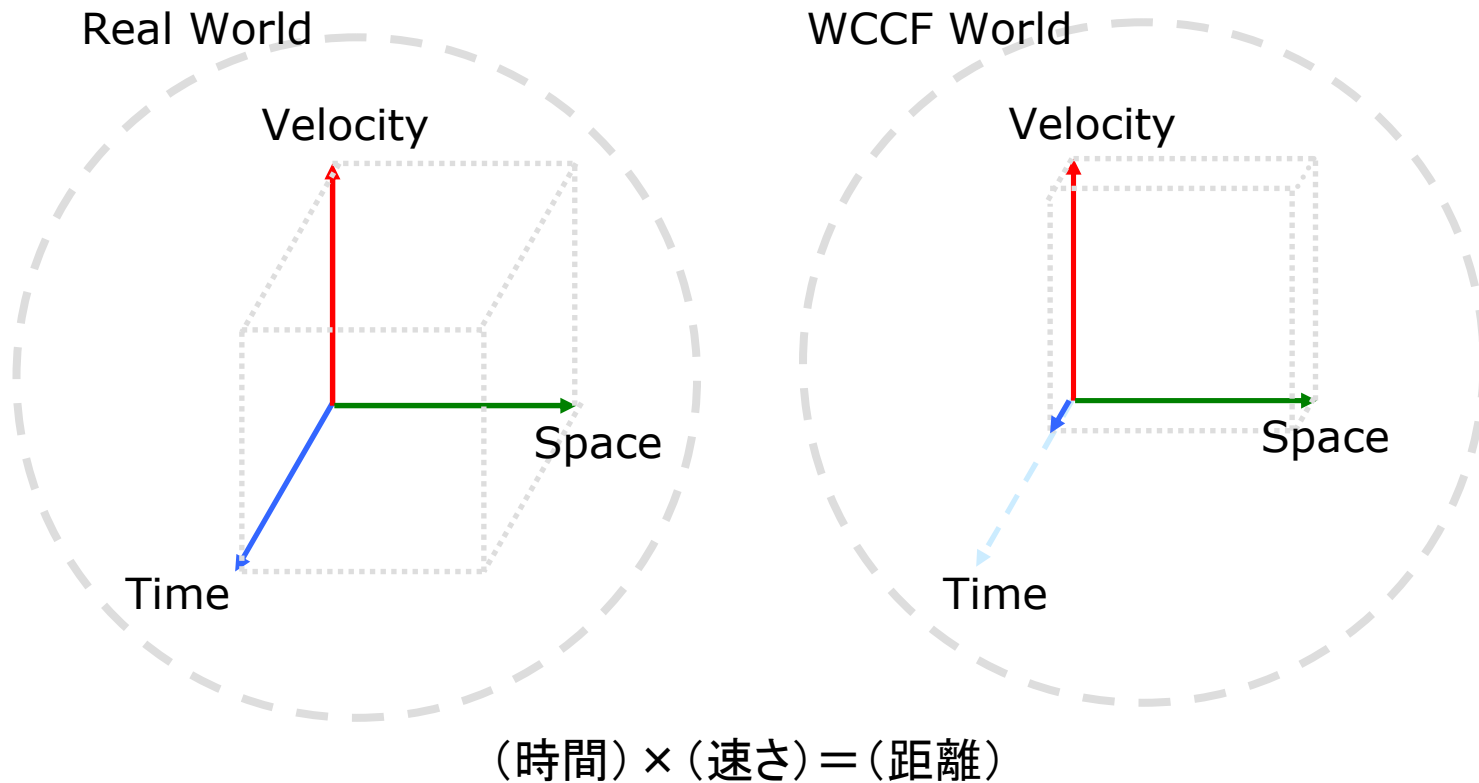 Real World
WCCF World
Velocity
Velocity
Space
Space
Time
Time
（時間）×（速さ）＝（距離）